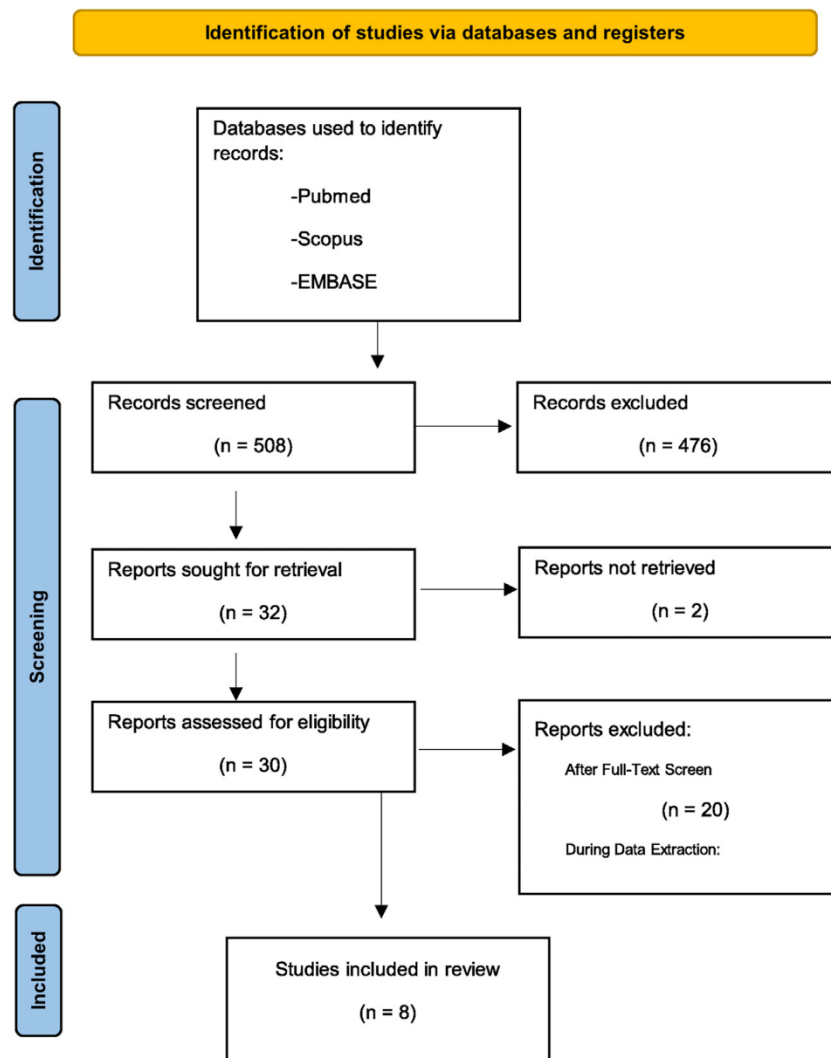 Identification of studies via databases and registers
Identification
Databases used to identify
records:
-Pubmed
-Scopus
-EMBASE
Screening
Records screened
(n = 508)
Records excluded
(n = 476)
Reports sought for retrieval
(n = 32)
Reports not retrieved
(n = 2)
Reports assessed for eligibility
(n = 30)
Reports excluded:
After Full-Text Screen
(n = 20)
During Data Extraction:
Included
Studies included in review
(n = 8)